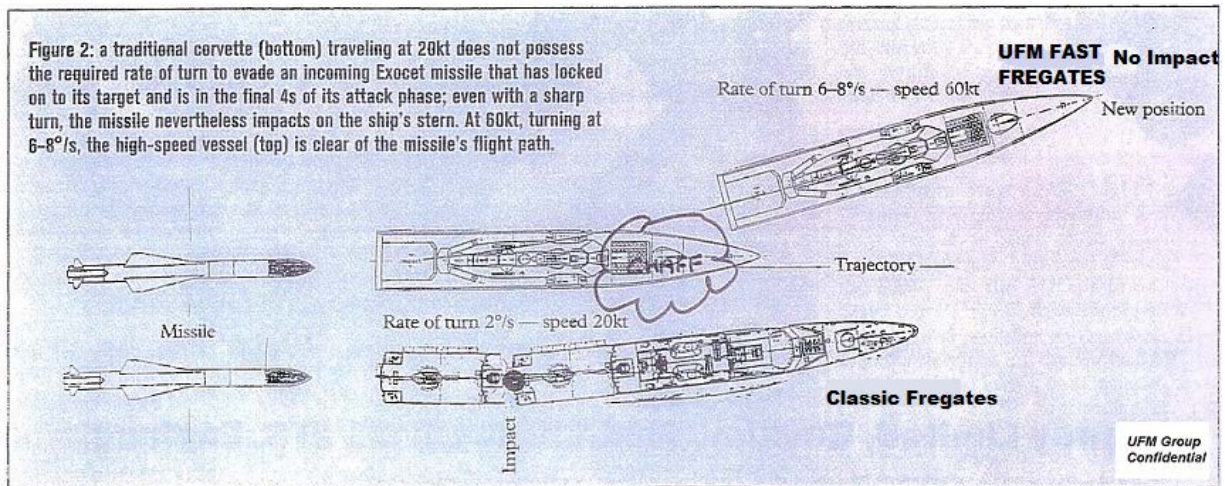 Figure 2: a traditional corvette (bottom) traveling at 20kt does not possess
the required rate of turn to evade an incoming Exocet missile that has locked
on to its target and is in the final 4s of its attack phase; even with a sharp
turn, the missile nevertheless impacts on the ship's stern. At 60kt, turning at
6–8°/s, the high-speed vessel (top) is clear of the missile's flight path.
UFM FAST
FREGATES
No Impact
Rate of turn 6–8°/s — speed 60kt
New position
CHAFF
Trajectory
Missile
Rate of turn 2°/s — speed 20kt
Classic Fregates
Impact
UFM Group
Confidential